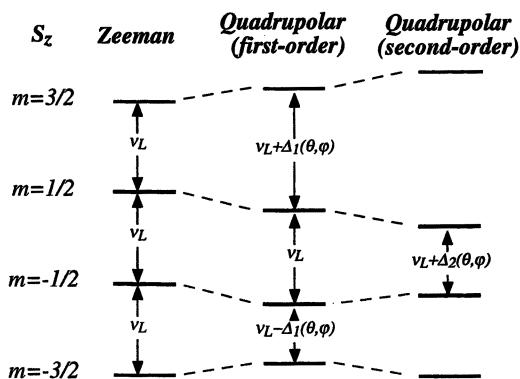 S_z Zeeman Quadrupolar (first-order) Quadrupolar (second-order)
m=3/2
ν_L
ν_L+Δ_1(θ,φ)
m=1/2
ν_L
ν_L
ν_L+Δ_2(θ,φ)
m=-1/2
ν_L
ν_L-Δ_1(θ,φ)
m=-3/2